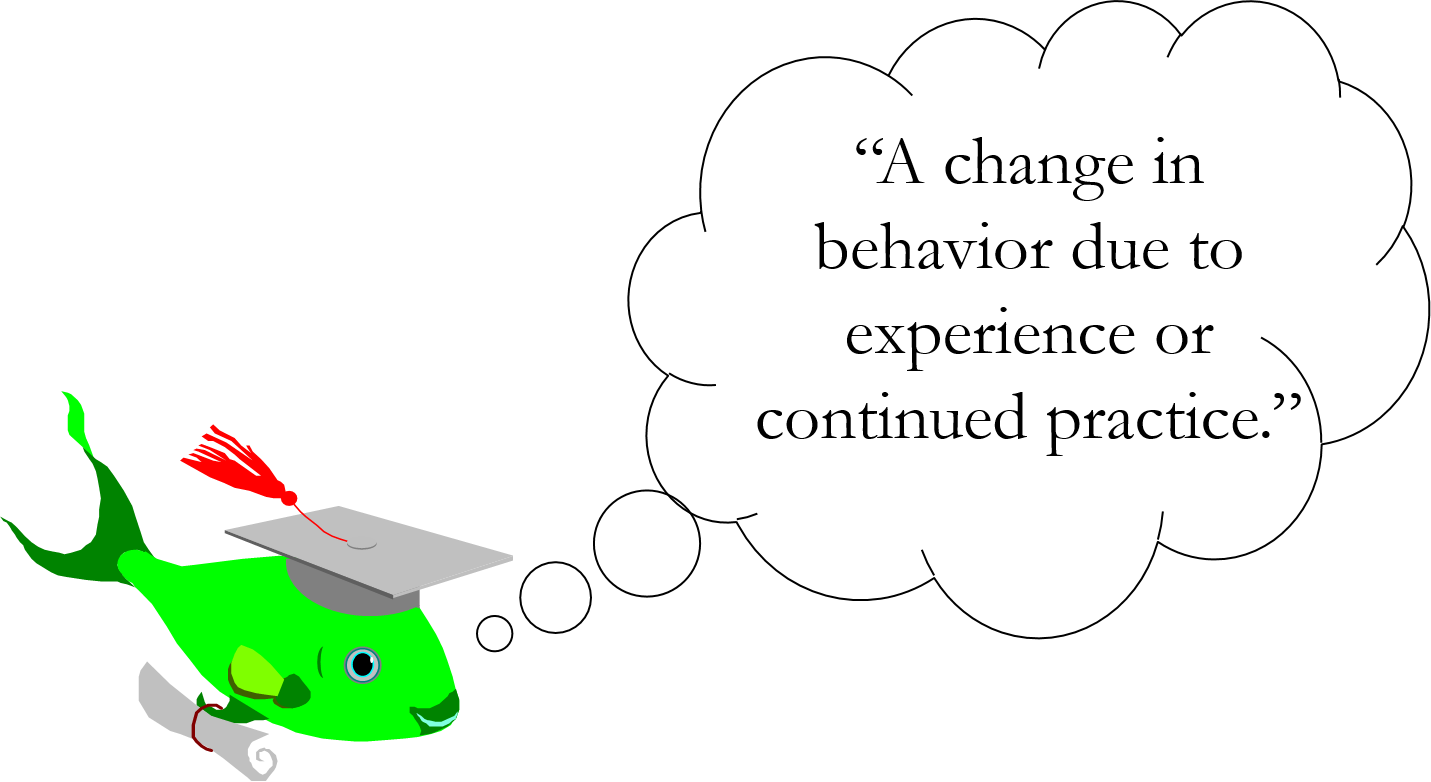 “A change in
behavior due to
experience or
continued practice.”